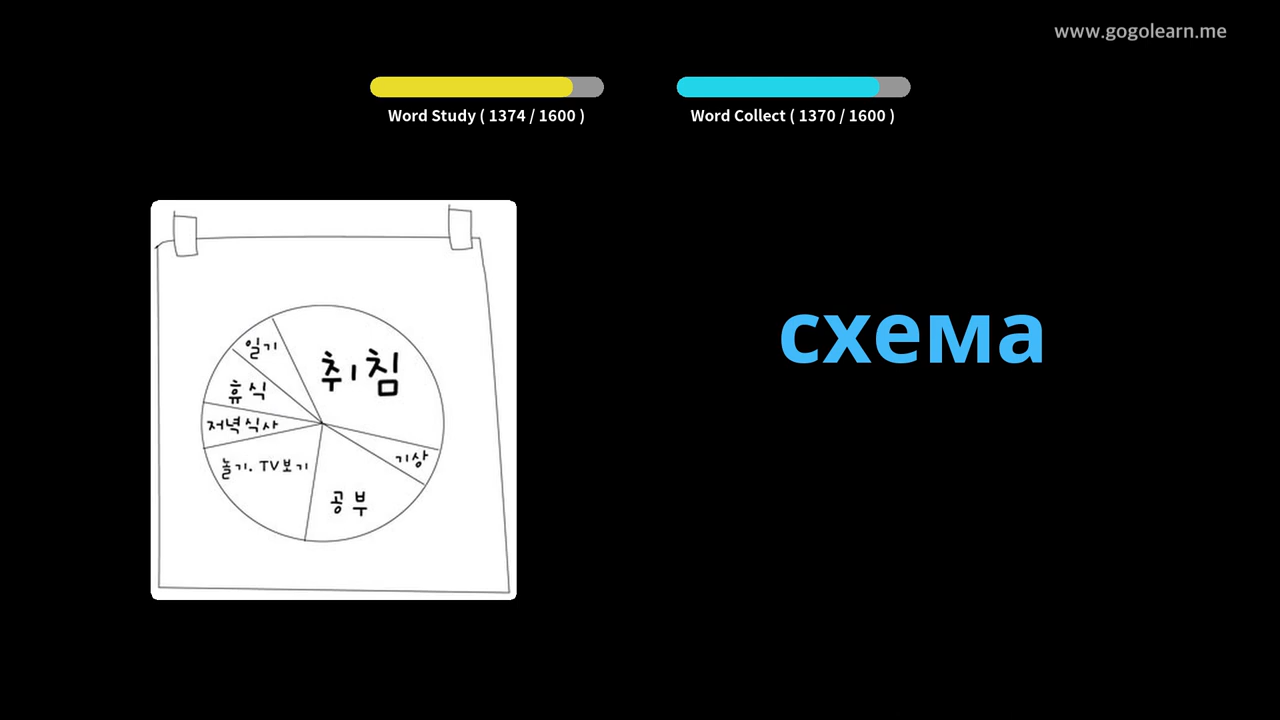 www.gogolearn.me
Word Study ( 1374 / 1600 )
Word Collect ( 1370 / 1600 )
일기
취침
휴식
저녁식사
놀기. TV보기
기상
공부
схема